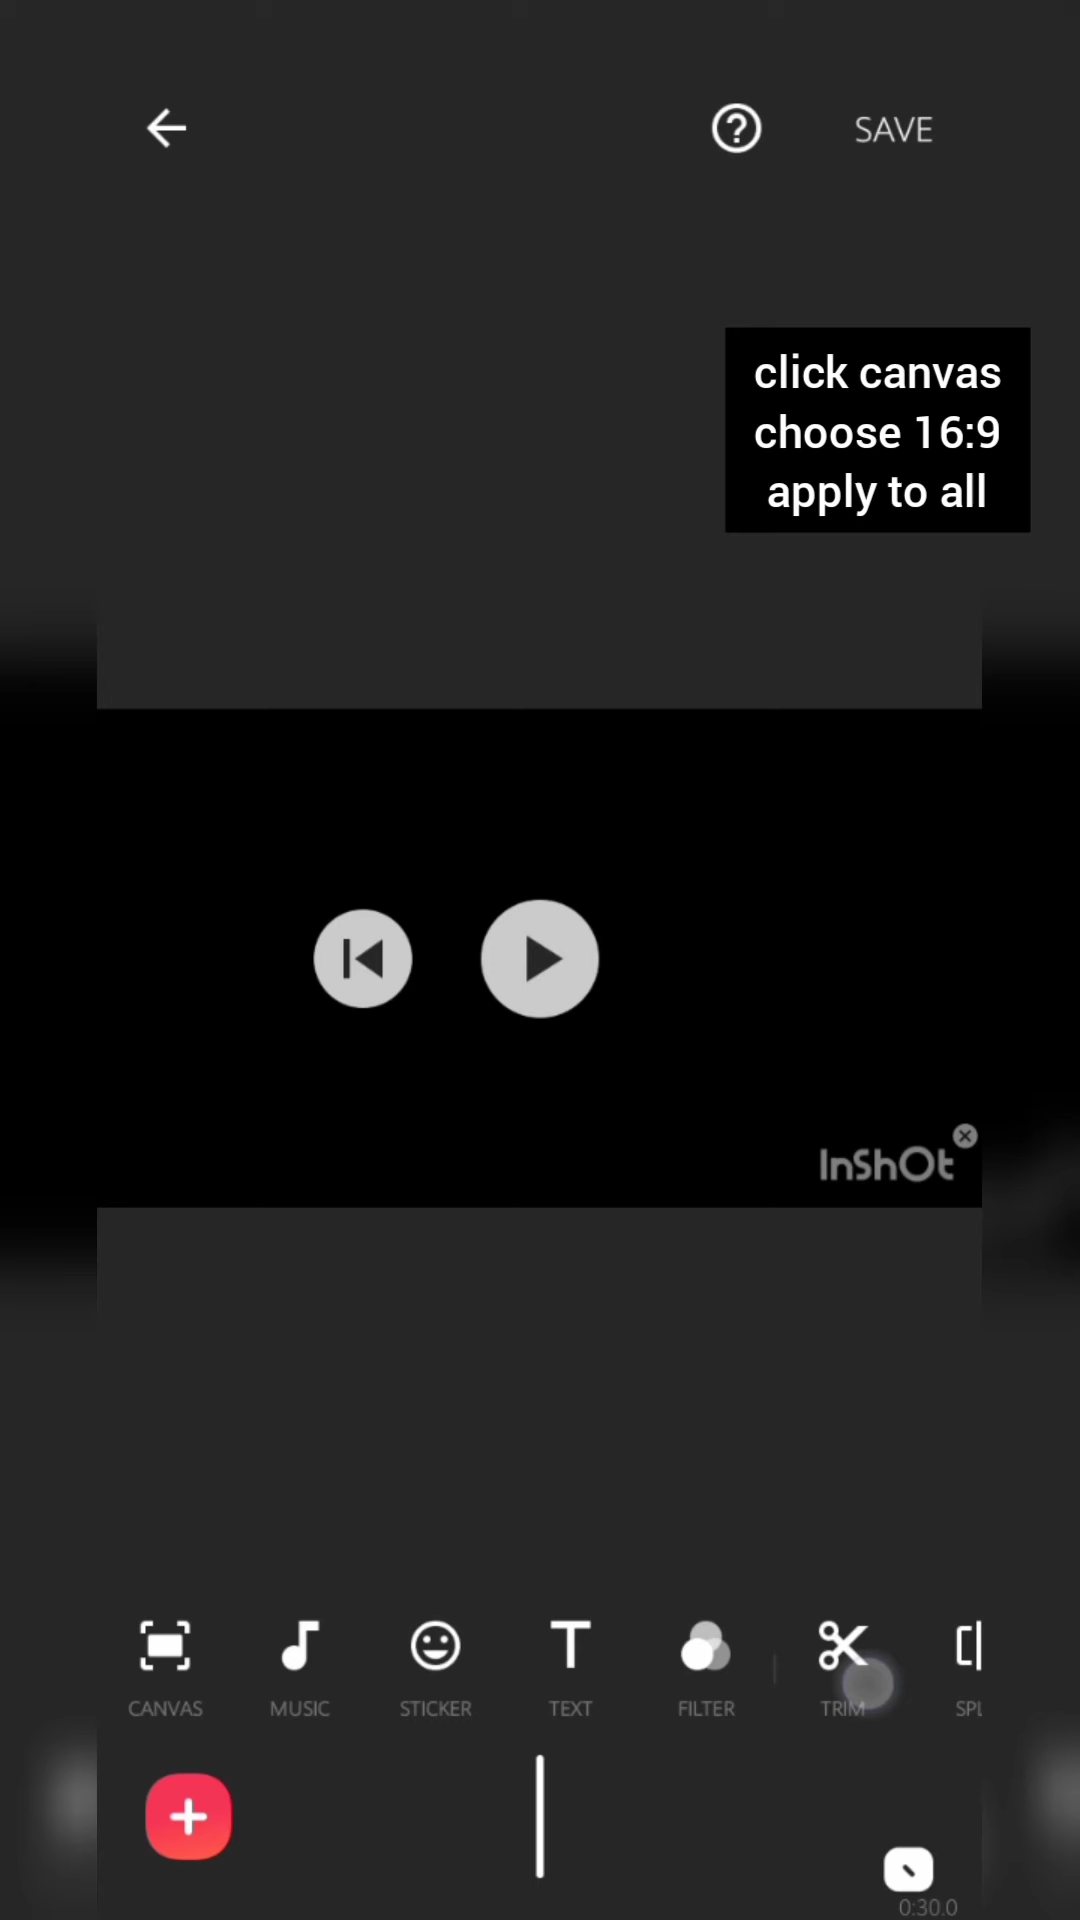 SAVE
click canvas
choose 16:9
apply to all
InShOt
CANVAS
MUSIC
STICKER
TEXT
FILTER
TRIM
SPL
0:30.0